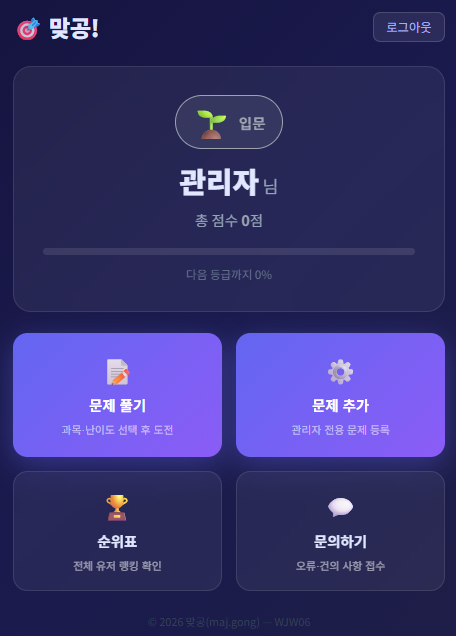 맞공!
로그아웃
입문
관리자 님
총 점수 0점
다음 등급까지 0%
문제 풀기
과목·난이도 선택 후 도전
문제 추가
관리자 전용 문제 등록
순위표
전체 유저 랭킹 확인
문의하기
오류·건의 사항 접수
© 2026 맞공(maj.gong) — WJW06